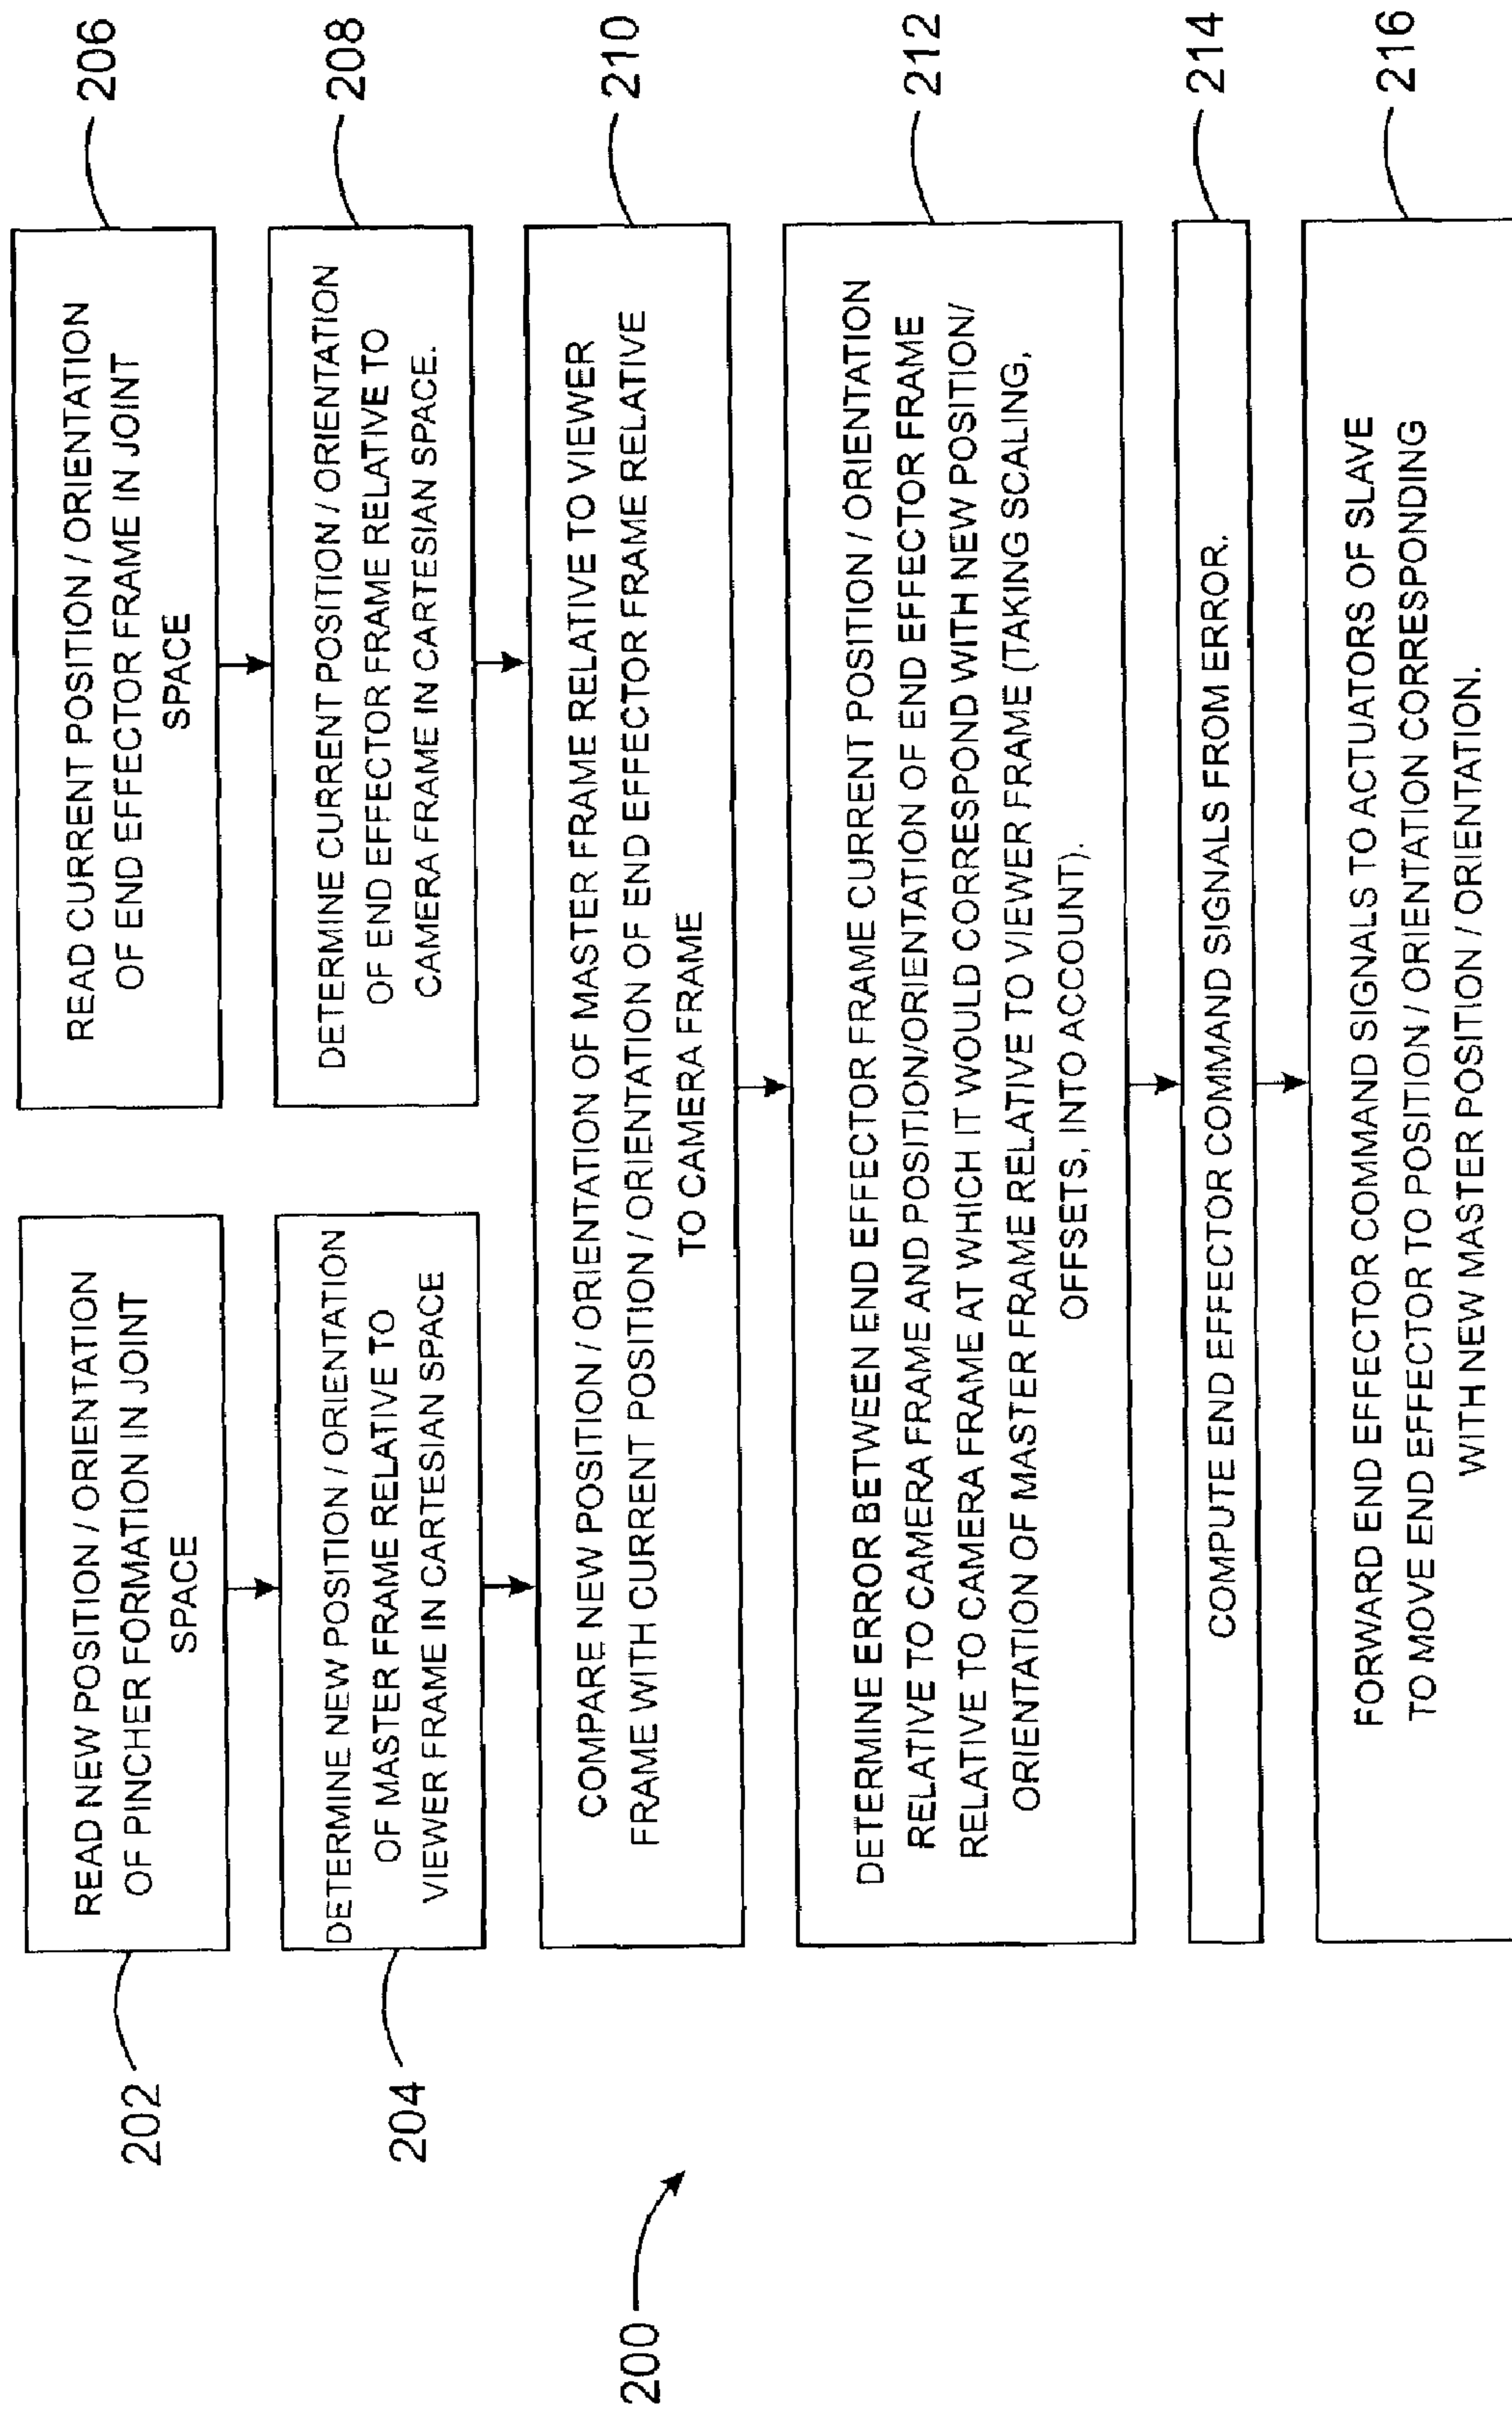 200
202
READ NEW POSITION / ORIENTATION
OF PINCHER FORMATION IN JOINT
SPACE
204
DETERMINE NEW POSITION / ORIENTATION
OF MASTER FRAME RELATIVE TO
VIEWER FRAME IN CARTESIAN SPACE
206
READ CURRENT POSITION / ORIENTATION
OF END EFFECTOR FRAME IN JOINT
SPACE
208
DETERMINE CURRENT POSITION / ORIENTATION
OF END EFFECTOR FRAME RELATIVE TO
CAMERA FRAME IN CARTESIAN SPACE.
210
COMPARE NEW POSITION / ORIENTATION OF MASTER FRAME RELATIVE TO VIEWER
FRAME WITH CURRENT POSITION / ORIENTATION OF END EFFECTOR FRAME RELATIVE
TO CAMERA FRAME
212
DETERMINE ERROR BETWEEN END EFFECTOR FRAME CURRENT POSITION / ORIENTATION
RELATIVE TO CAMERA FRAME AND POSITION/ORIENTATION OF END EFFECTOR FRAME
RELATIVE TO CAMERA FRAME AT WHICH IT WOULD CORRESPOND WITH NEW POSITION/
ORIENTATION OF MASTER FRAME RELATIVE TO VIEWER FRAME (TAKING SCALING,
OFFSETS, INTO ACCOUNT).
214
COMPUTE END EFFECTOR COMMAND SIGNALS FROM ERROR.
216
FORWARD END EFFECTOR COMMAND SIGNALS TO ACTUATORS OF SLAVE
TO MOVE END EFFECTOR TO POSITION / ORIENTATION CORRESPONDING
WITH NEW MASTER POSITION / ORIENTATION.